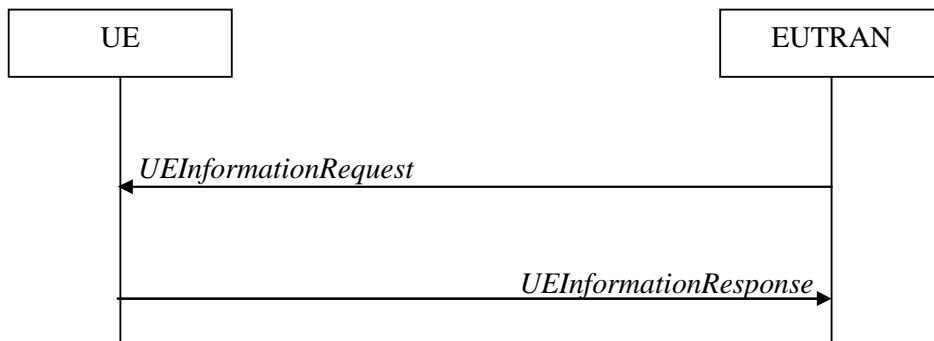 UE
EUTRAN
UEInformationRequest
UEInformationResponse